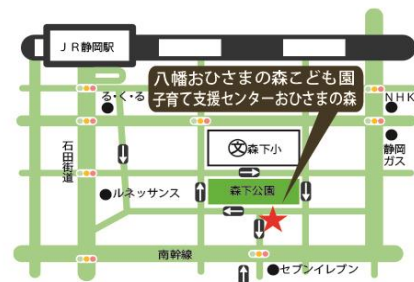 JR静岡駅
八幡おひさまの森こども園
子育て支援センターおひさまの森
る・く・る
NHK
文森下小
静岡
ガス
石田街道
ルネッサンス
森下公園
南幹線
セブンイレブン